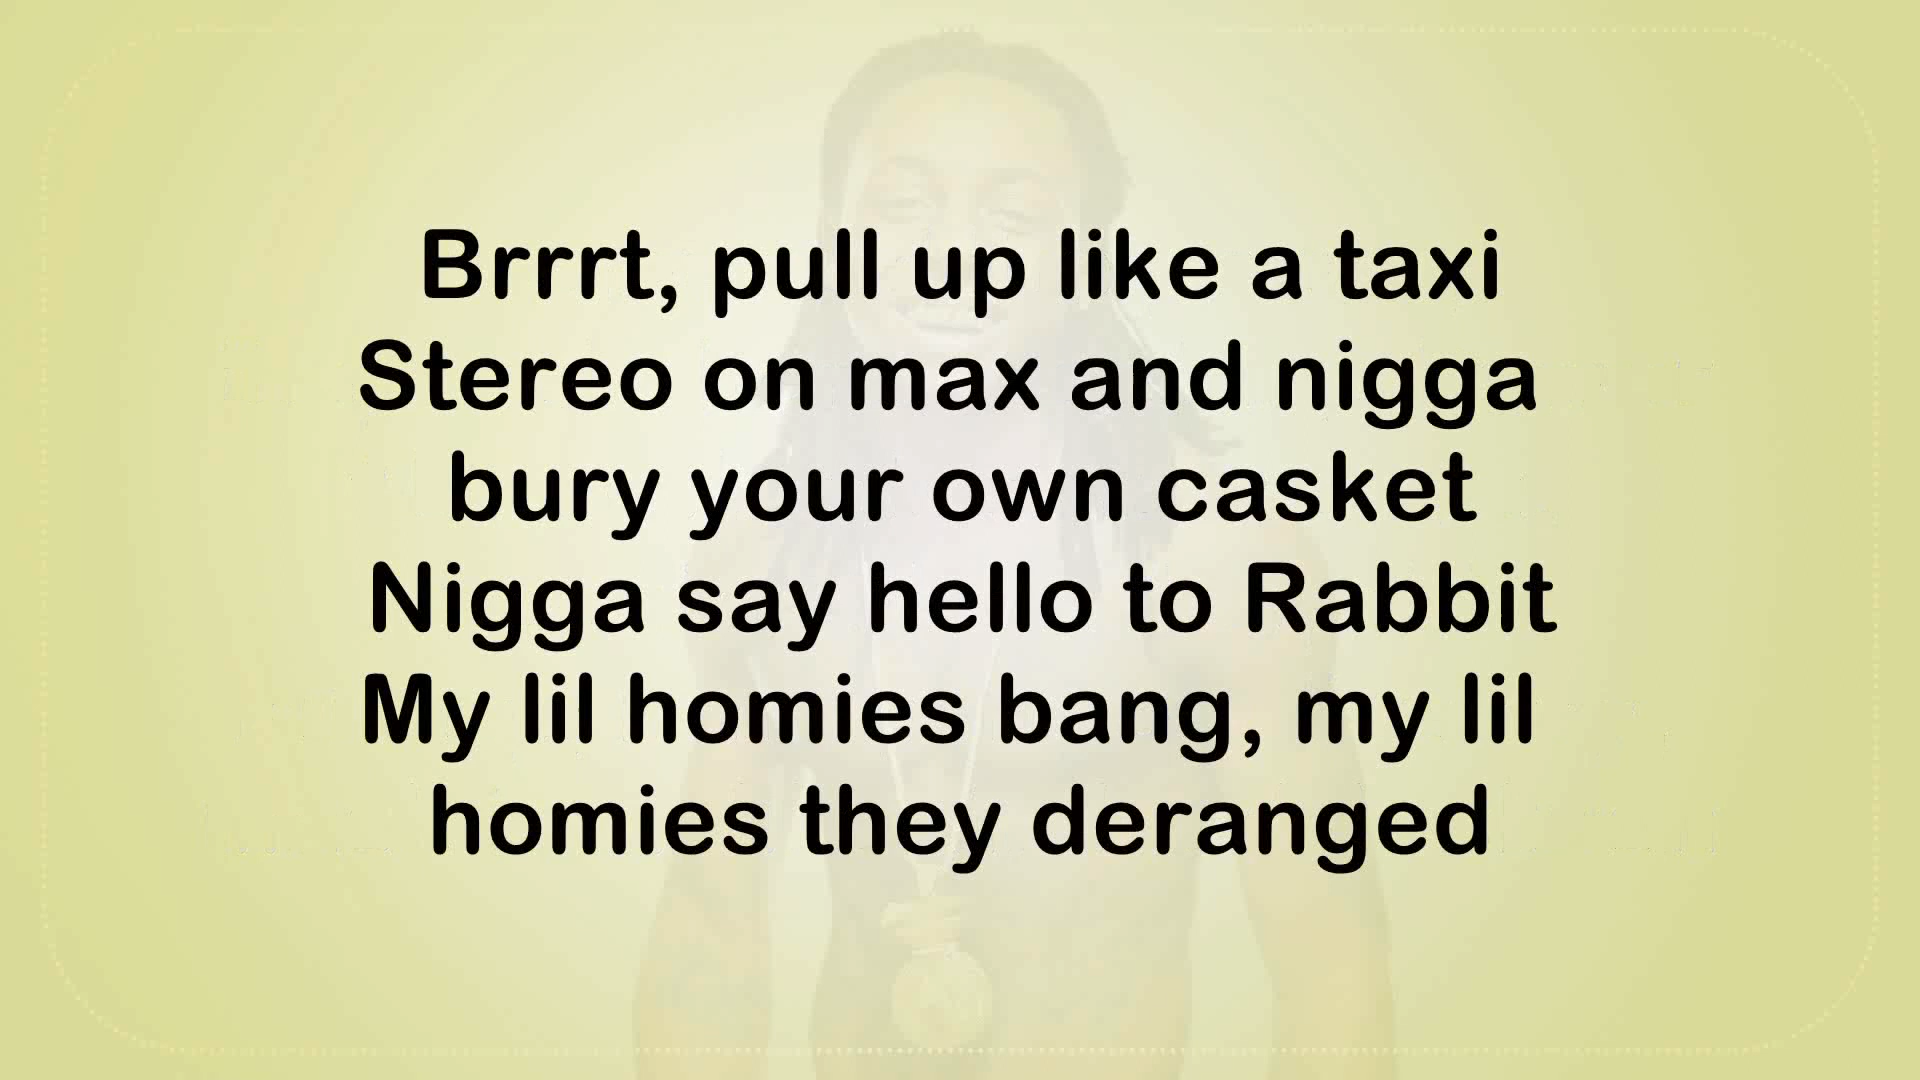 Brrrt, pull up like a taxi
Stereo on max and nigga
bury your own casket
Nigga say hello to Rabbit
My lil homies bang, my lil
homies they deranged